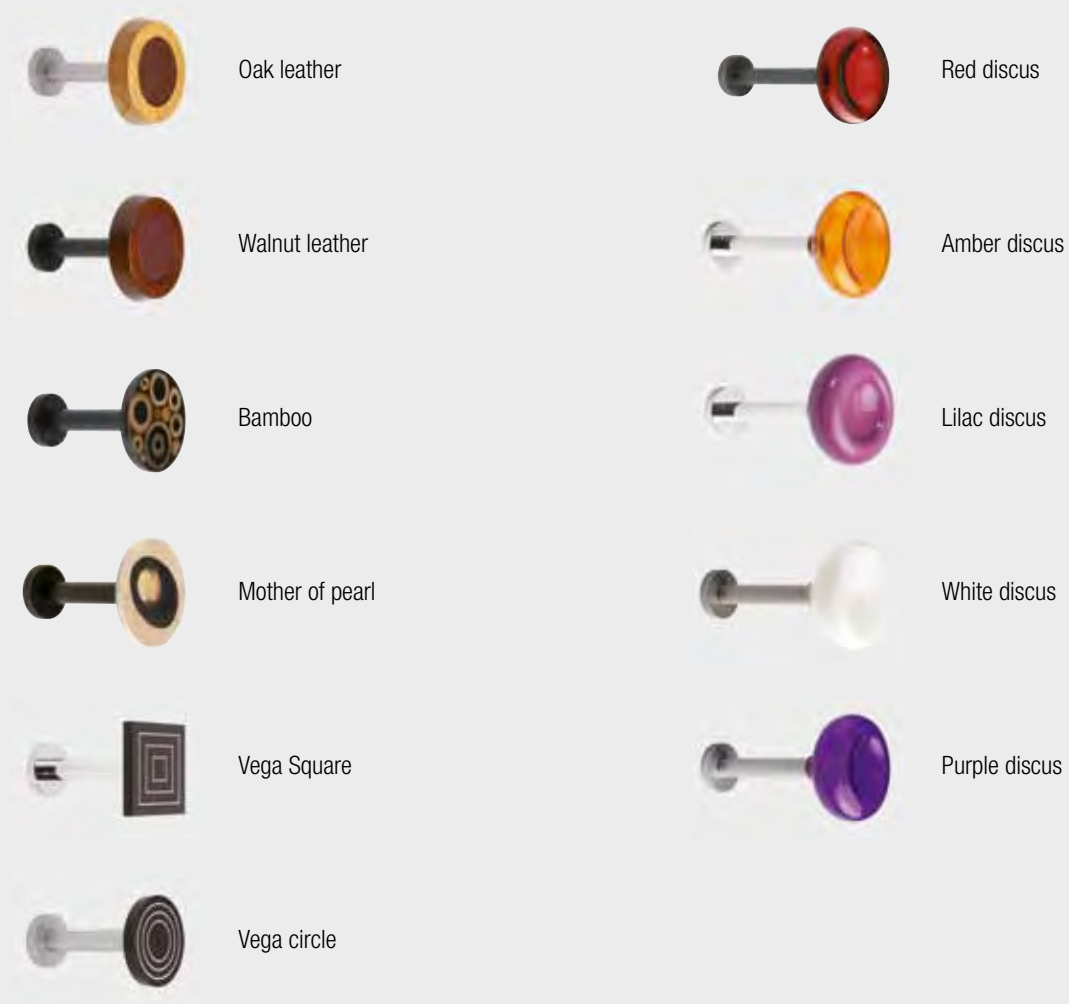 Oak leather
Walnut leather
Bamboo
Mother of pearl
Vega Square
Vega circle
Red discus
Amber discus
Lilac discus
White discus
Purple discus